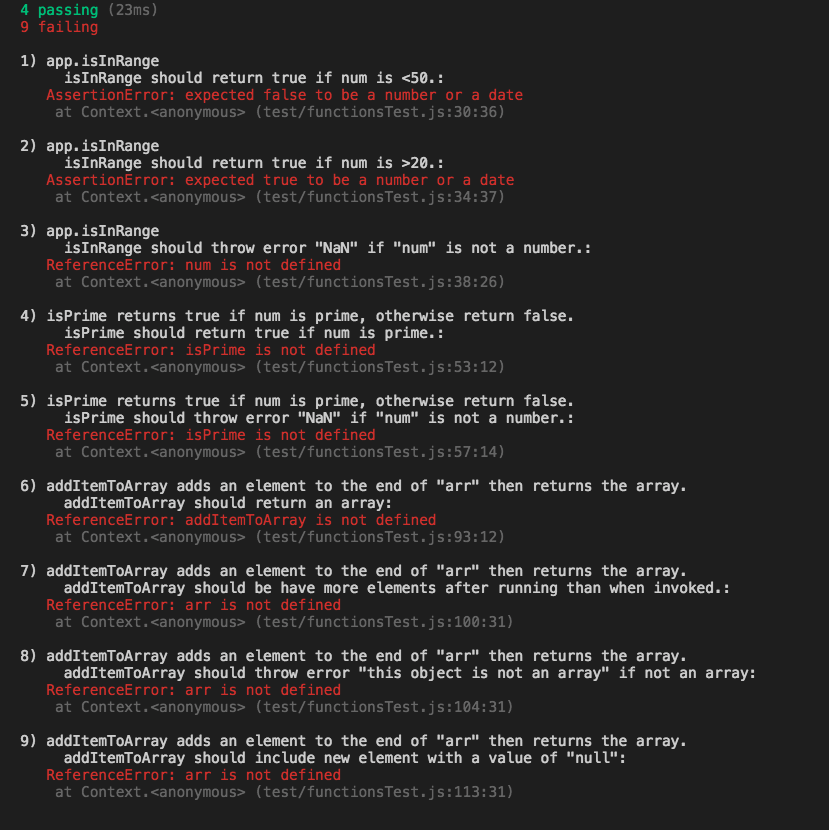 4 passing (23ms)
9 failing
1) app.isInRange
isInRange should return true if num is <50.:
AssertionError: expected false to be a number or a date
at Context.<anonymous> (test/functionsTest.js:30:36)
2) app.isInRange
isInRange should return true if num is >20.:
AssertionError: expected true to be a number or a date
at Context.<anonymous> (test/functionsTest.js:34:37)
3) app.isInRange
isInRange should throw error "NaN" if "num" is not a number.:
ReferenceError: num is not defined
at Context.<anonymous> (test/functionsTest.js:38:26)
4) isPrime returns true if num is prime, otherwise return false.
isPrime should return true if num is prime.:
ReferenceError: isPrime is not defined
at Context.<anonymous> (test/functionsTest.js:53:12)
5) isPrime returns true if num is prime, otherwise return false.
isPrime should throw error "NaN" if "num" is not a number.:
ReferenceError: isPrime is not defined
at Context.<anonymous> (test/functionsTest.js:57:14)
6) addItemToArray adds an element to the end of "arr" then returns the array.
addItemToArray should return an array:
ReferenceError: addItemToArray is not defined
at Context.<anonymous> (test/functionsTest.js:93:12)
7) addItemToArray adds an element to the end of "arr" then returns the array.
addItemToArray should be have more elements after running than when invoked.:
ReferenceError: arr is not defined
at Context.<anonymous> (test/functionsTest.js:100:31)
8) addItemToArray adds an element to the end of "arr" then returns the array.
addItemToArray should throw error "this object is not an array" if not an array:
ReferenceError: arr is not defined
at Context.<anonymous> (test/functionsTest.js:104:31)
9) addItemToArray adds an element to the end of "arr" then returns the array.
addItemToArray should include new element with a value of "null":
ReferenceError: arr is not defined
at Context.<anonymous> (test/functionsTest.js:113:31)